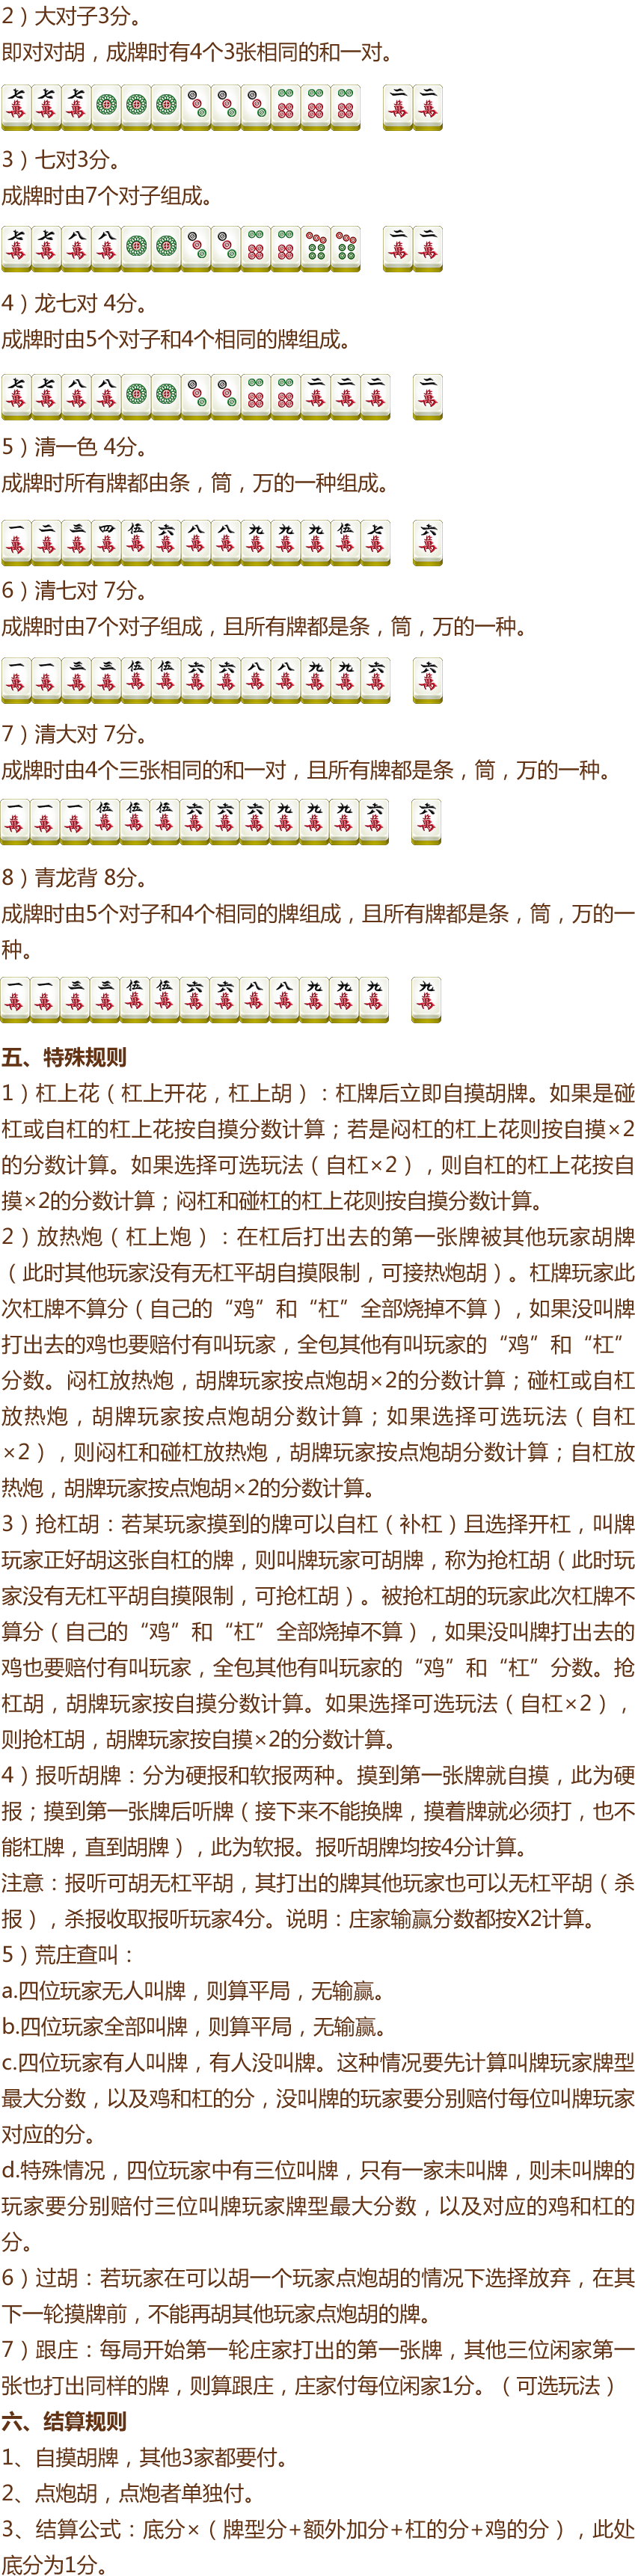 2）大对子3分。
即对对胡，成牌时有4个3张相同的和一对。
七萬 七萬 七萬 二萬 二萬
3）七对3分。
成牌时由7个对子组成。
七萬 七萬 八萬 八萬 二萬 二萬
4）龙七对 4分。
成牌时由5个对子和4个相同的牌组成。
七萬 七萬 八萬 八萬 二萬 二萬 二萬 二萬
5）清一色 4分。
成牌时所有牌都由条，筒，万的一种组成。
一萬 二萬 三萬 四萬 伍萬 六萬 八萬 八萬 九萬 九萬 九萬 伍萬 七萬 六萬
6）清七对 7分。
成牌时由7个对子组成，且所有牌都是条，筒，万的一种。
一萬 一萬 三萬 三萬 伍萬 伍萬 六萬 六萬 八萬 八萬 九萬 九萬 六萬 六萬
7）清大对 7分。
成牌时由4个三张相同的和一对，且所有牌都是条，筒，万的一种。
一萬 一萬 一萬 伍萬 伍萬 伍萬 六萬 六萬 六萬 九萬 九萬 九萬 六萬 六萬
8）青龙背 8分。
成牌时由5个对子和4个相同的牌组成，且所有牌都是条，筒，万的一
种。
一萬 一萬 三萬 三萬 伍萬 伍萬 六萬 六萬 八萬 八萬 九萬 九萬 九萬 九萬
五、特殊规则
1）杠上花（杠上开花，杠上胡）：杠牌后立即自摸胡牌。如果是碰
杠或自杠的杠上花按自摸分数计算；若是闷杠的杠上花则按自摸×2
的分数计算。如果选择可选玩法（自杠×2），则自杠的杠上花按自
摸×2的分数计算；闷杠和碰杠的杠上花则按自摸分数计算。
2）放热炮（杠上炮）：在杠后打出去的第一张牌被其他玩家胡牌
（此时其他玩家没有无杠平胡自摸限制，可接热炮胡）。杠牌玩家此
次杠牌不算分（自己的“鸡”和“杠”全部烧掉不算），如果没叫牌
打出去的鸡也要赔付有叫玩家，全包其他有叫玩家的“鸡”和“杠”
分数。闷杠放热炮，胡牌玩家按点炮胡×2的分数计算；碰杠或自杠
放热炮，胡牌玩家按点炮胡分数计算；如果选择可选玩法（自杠
×2），则闷杠和碰杠放热炮，胡牌玩家按点炮胡分数计算；自杠放
热炮，胡牌玩家按点炮胡×2的分数计算。
3）抢杠胡：若某玩家摸到的牌可以自杠（补杠）且选择开杠，叫牌
玩家正好胡这张自杠的牌，则叫牌玩家可胡牌，称为抢杠胡（此时玩
家没有无杠平胡自摸限制，可抢杠胡）。被抢杠胡的玩家此次杠牌不
算分（自己的“鸡”和“杠”全部烧掉不算），如果没叫牌打出去的
鸡也要赔付有叫玩家，全包其他有叫玩家的“鸡”和“杠”分数。抢
杠胡，胡牌玩家按自摸分数计算。如果选择可选玩法（自杠×2），
则抢杠胡，胡牌玩家按自摸×2的分数计算。
4）报听胡牌：分为硬报和软报两种。摸到第一张牌就自摸，此为硬
报；摸到第一张牌后听牌（接下来不能换牌，摸着牌就必须打，也不
能杠牌，直到胡牌），此为软报。报听胡牌均按4分计算。
注意：报听可胡无杠平胡，其打出的牌其他玩家也可以无杠平胡（杀
报），杀报收取报听玩家4分。说明：庄家输赢分数都按X2计算。
5）荒庄查叫：
a.四位玩家无人叫牌，则算平局，无输赢。
b.四位玩家全部叫牌，则算平局，无输赢。
c.四位玩家有人叫牌，有人没叫牌。这种情况要先计算叫牌玩家牌型
最大分数，以及鸡和杠的分，没叫牌的玩家要分别赔付每位叫牌玩家
对应的分。
d.特殊情况，四位玩家中有三位叫牌，只有一家未叫牌，则未叫牌的
玩家要分别赔付三位叫牌玩家牌型最大分数，以及对应的鸡和杠的
分。
6）过胡：若玩家在可以胡一个玩家点炮胡的情况下选择放弃，在其
下一轮摸牌前，不能再胡其他玩家点炮胡的牌。
7）跟庄：每局开始第一轮庄家打出的第一张牌，其他三位闲家第一
张也打出同样的牌，则算跟庄，庄家付每位闲家1分。（可选玩法）
六、结算规则
1、自摸胡牌，其他3家都要付。
2、点炮胡，点炮者单独付。
3、结算公式：底分×（牌型分+额外加分+杠的分+鸡的分），此处
底分为1分。